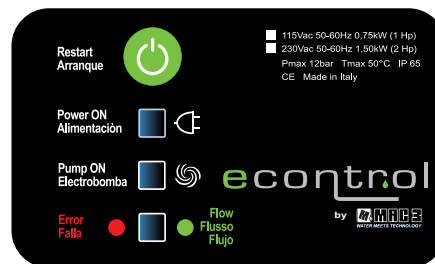 Restart
Arranque
115Vac 50-60Hz 0,75kW (1 Hp)
230Vac 50-60Hz 1,50kW (2 Hp)
Pmax 12bar Tmax 50°C IP 65
CE Made in Italy
Power ON
Alimentaciòn
Pump ON
Electrobomba
econtrol
Error
Falla
Flow
Flusso
Flujo
by MAC3
WATER MEETS TECHNOLOGY